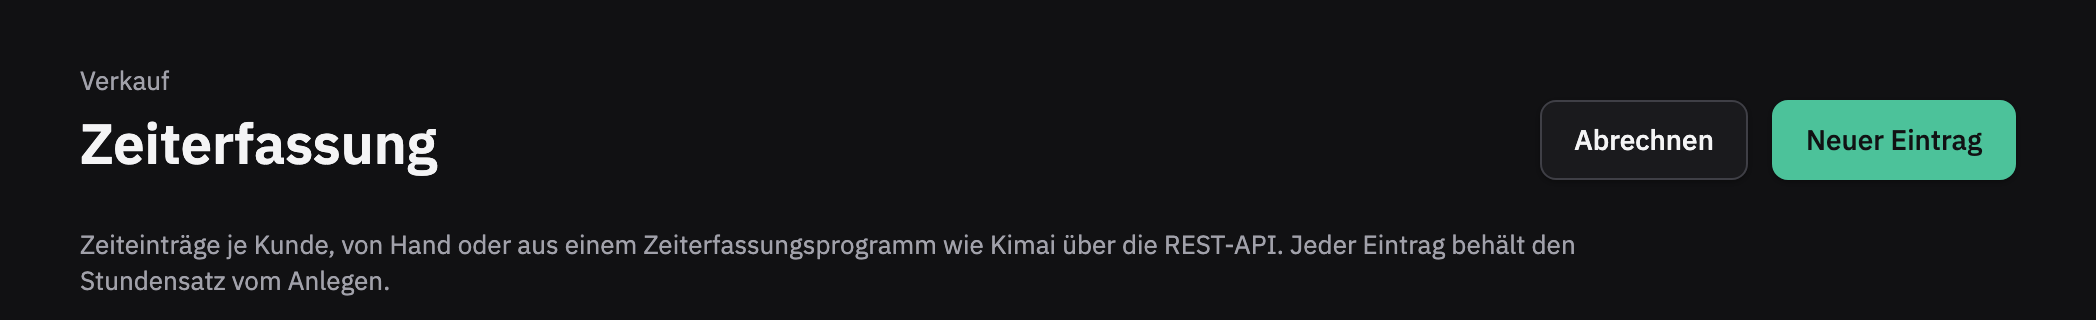 Verkauf
Zeiterfassung
Abrechnen
Neuer Eintrag
Zeiteinträge je Kunde, von Hand oder aus einem Zeiterfassungsprogramm wie Kimai über die REST-API. Jeder Eintrag behält den
Stundensatz vom Anlegen.